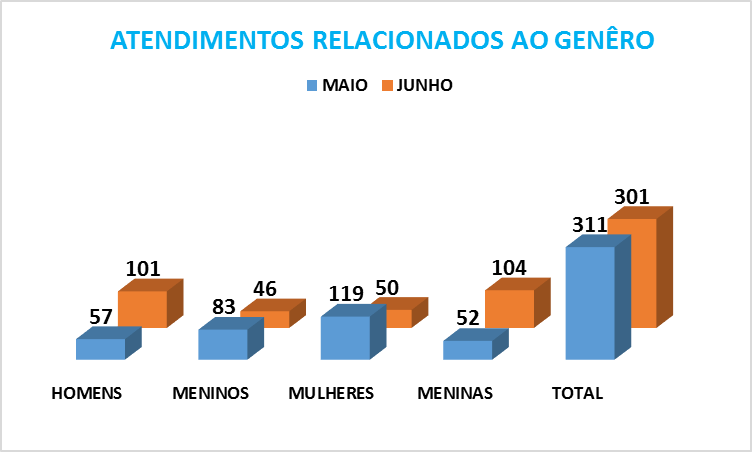 ATENDIMENTOS RELACIONADOS AO GENÊRO
MAIO JUNHO
57 101 83 46 119 50 52 104 311 301
HOMENS MENINOS MULHERES MENINAS TOTAL